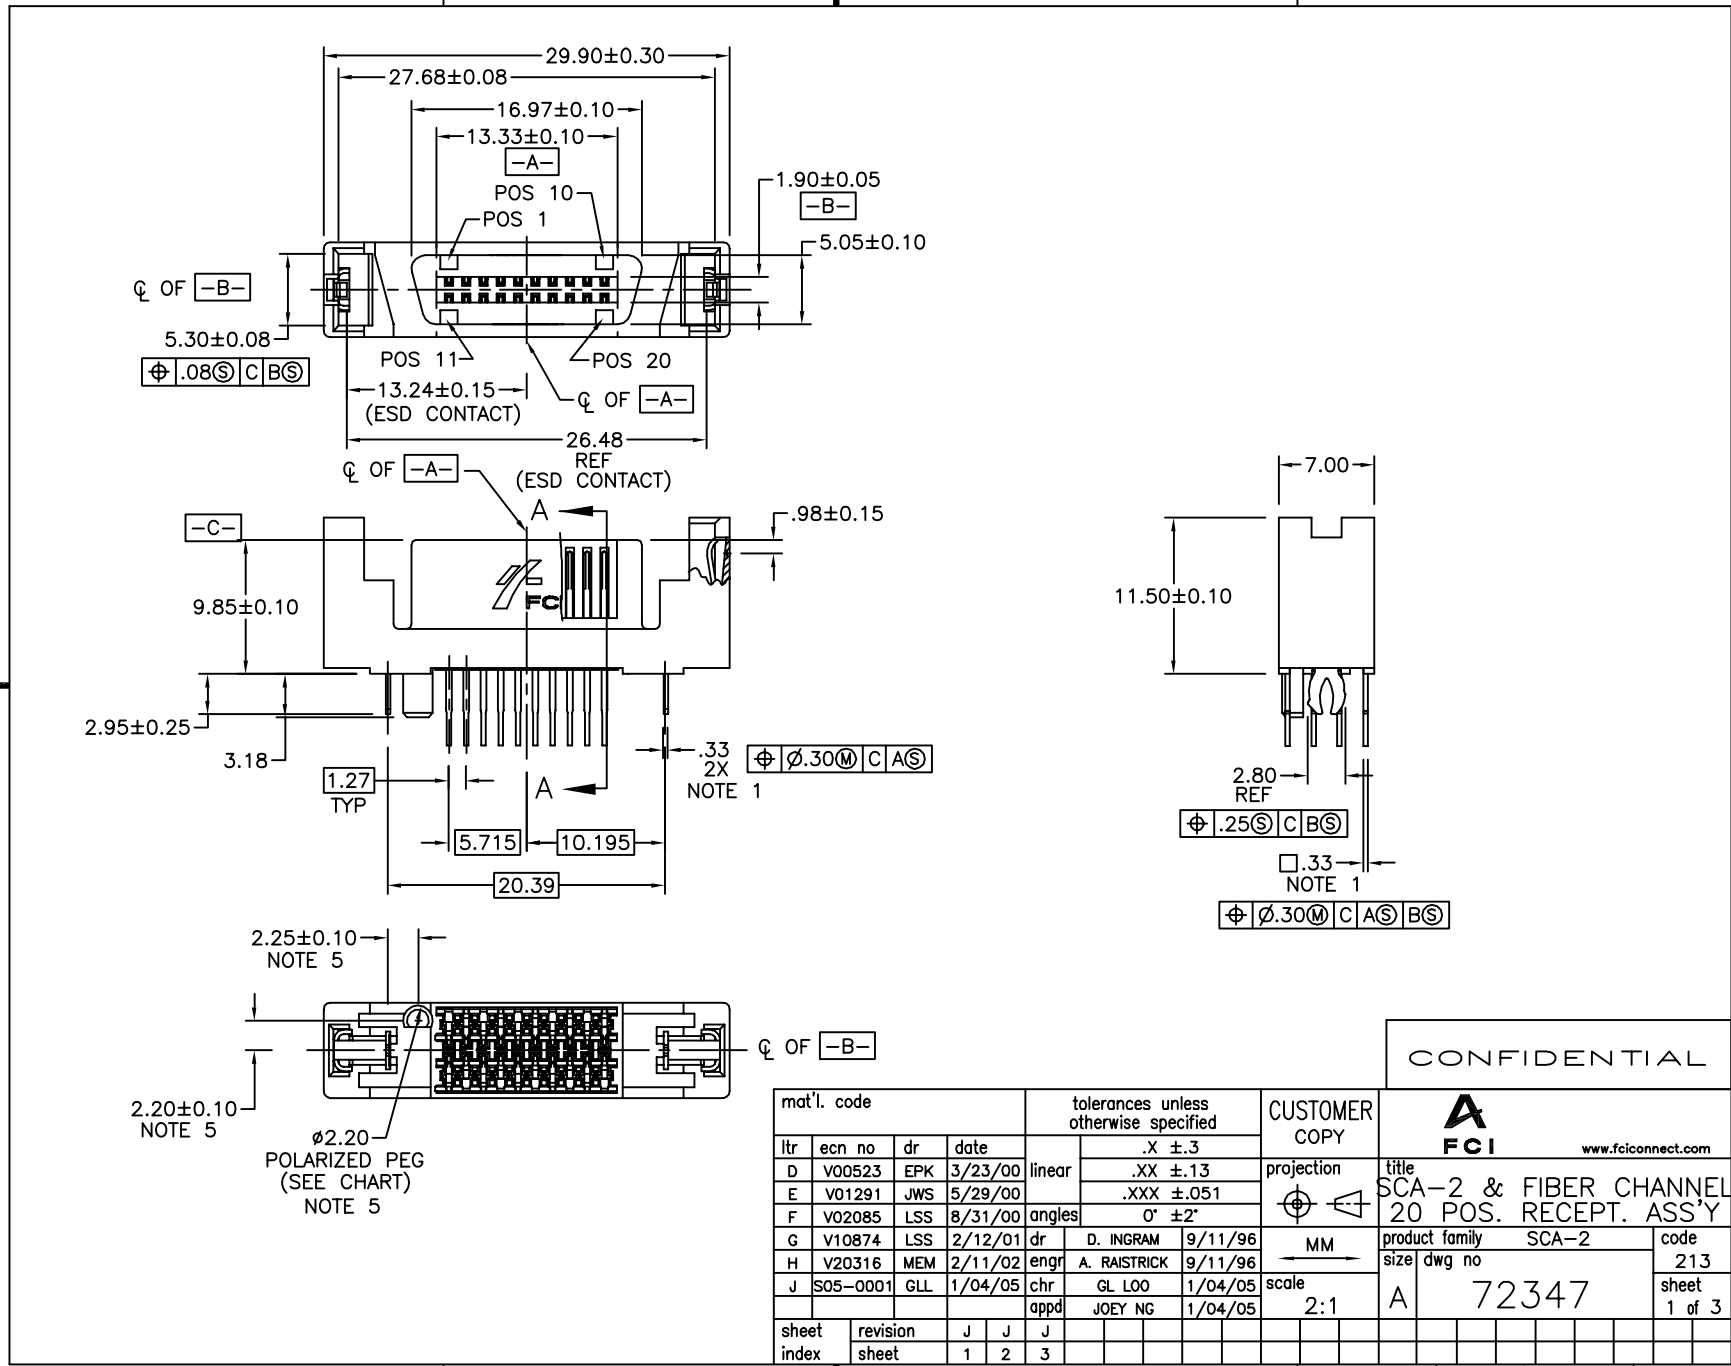 29.90±0.30
27.68±0.08
16.97±0.10
13.33±0.10
-A-
POS 10
POS 1
1.90±0.05
-B-
5.05±0.10
℄ OF -B-
5.30±0.08
⌖ .08Ⓢ C BⓈ
POS 11
POS 20
13.24±0.15
(ESD CONTACT)
℄ OF -A-
26.48
REF
(ESD CONTACT)
℄ OF -A-
A
-C-
.98±0.15
9.85±0.10
FCI
2.95±0.25
3.18
1.27
TYP
A
.33
2X
NOTE 1
⌖ Ø.30Ⓜ C AⓈ
5.715
10.195
20.39
7.00
11.50±0.10
2.80
REF
⌖ .25Ⓢ C BⓈ
□.33
NOTE 1
⌖ Ø.30Ⓜ C AⓈ BⓈ
2.25±0.10
NOTE 5
℄ OF -B-
2.20±0.10
NOTE 5
ø2.20
POLARIZED PEG
(SEE CHART)
NOTE 5
CONFIDENTIAL
mat'l. code
tolerances unless
otherwise specified
CUSTOMER
COPY
FCI
www.fciconnect.com
ltr ecn no dr date
linear
.X ±.3
.XX ±.13
.XXX ±.051
angles 0° ±2°
D V00523 EPK 3/23/00
E V01291 JWS 5/29/00
F V02085 LSS 8/31/00
G V10874 LSS 2/12/01
H V20316 MEM 2/11/02
J S05-0001 GLL 1/04/05
dr D. INGRAM 9/11/96
engr A. RAISTRICK 9/11/96
chr GL LOO 1/04/05
appd JOEY NG 1/04/05
projection
MM
scale
2:1
title
SCA-2 & FIBER CHANNEL
20 POS. RECEPT. ASS'Y
product family SCA-2
code
213
size
A
dwg no
72347
sheet
1 of 3
sheet
index
revision J J J
sheet 1 2 3